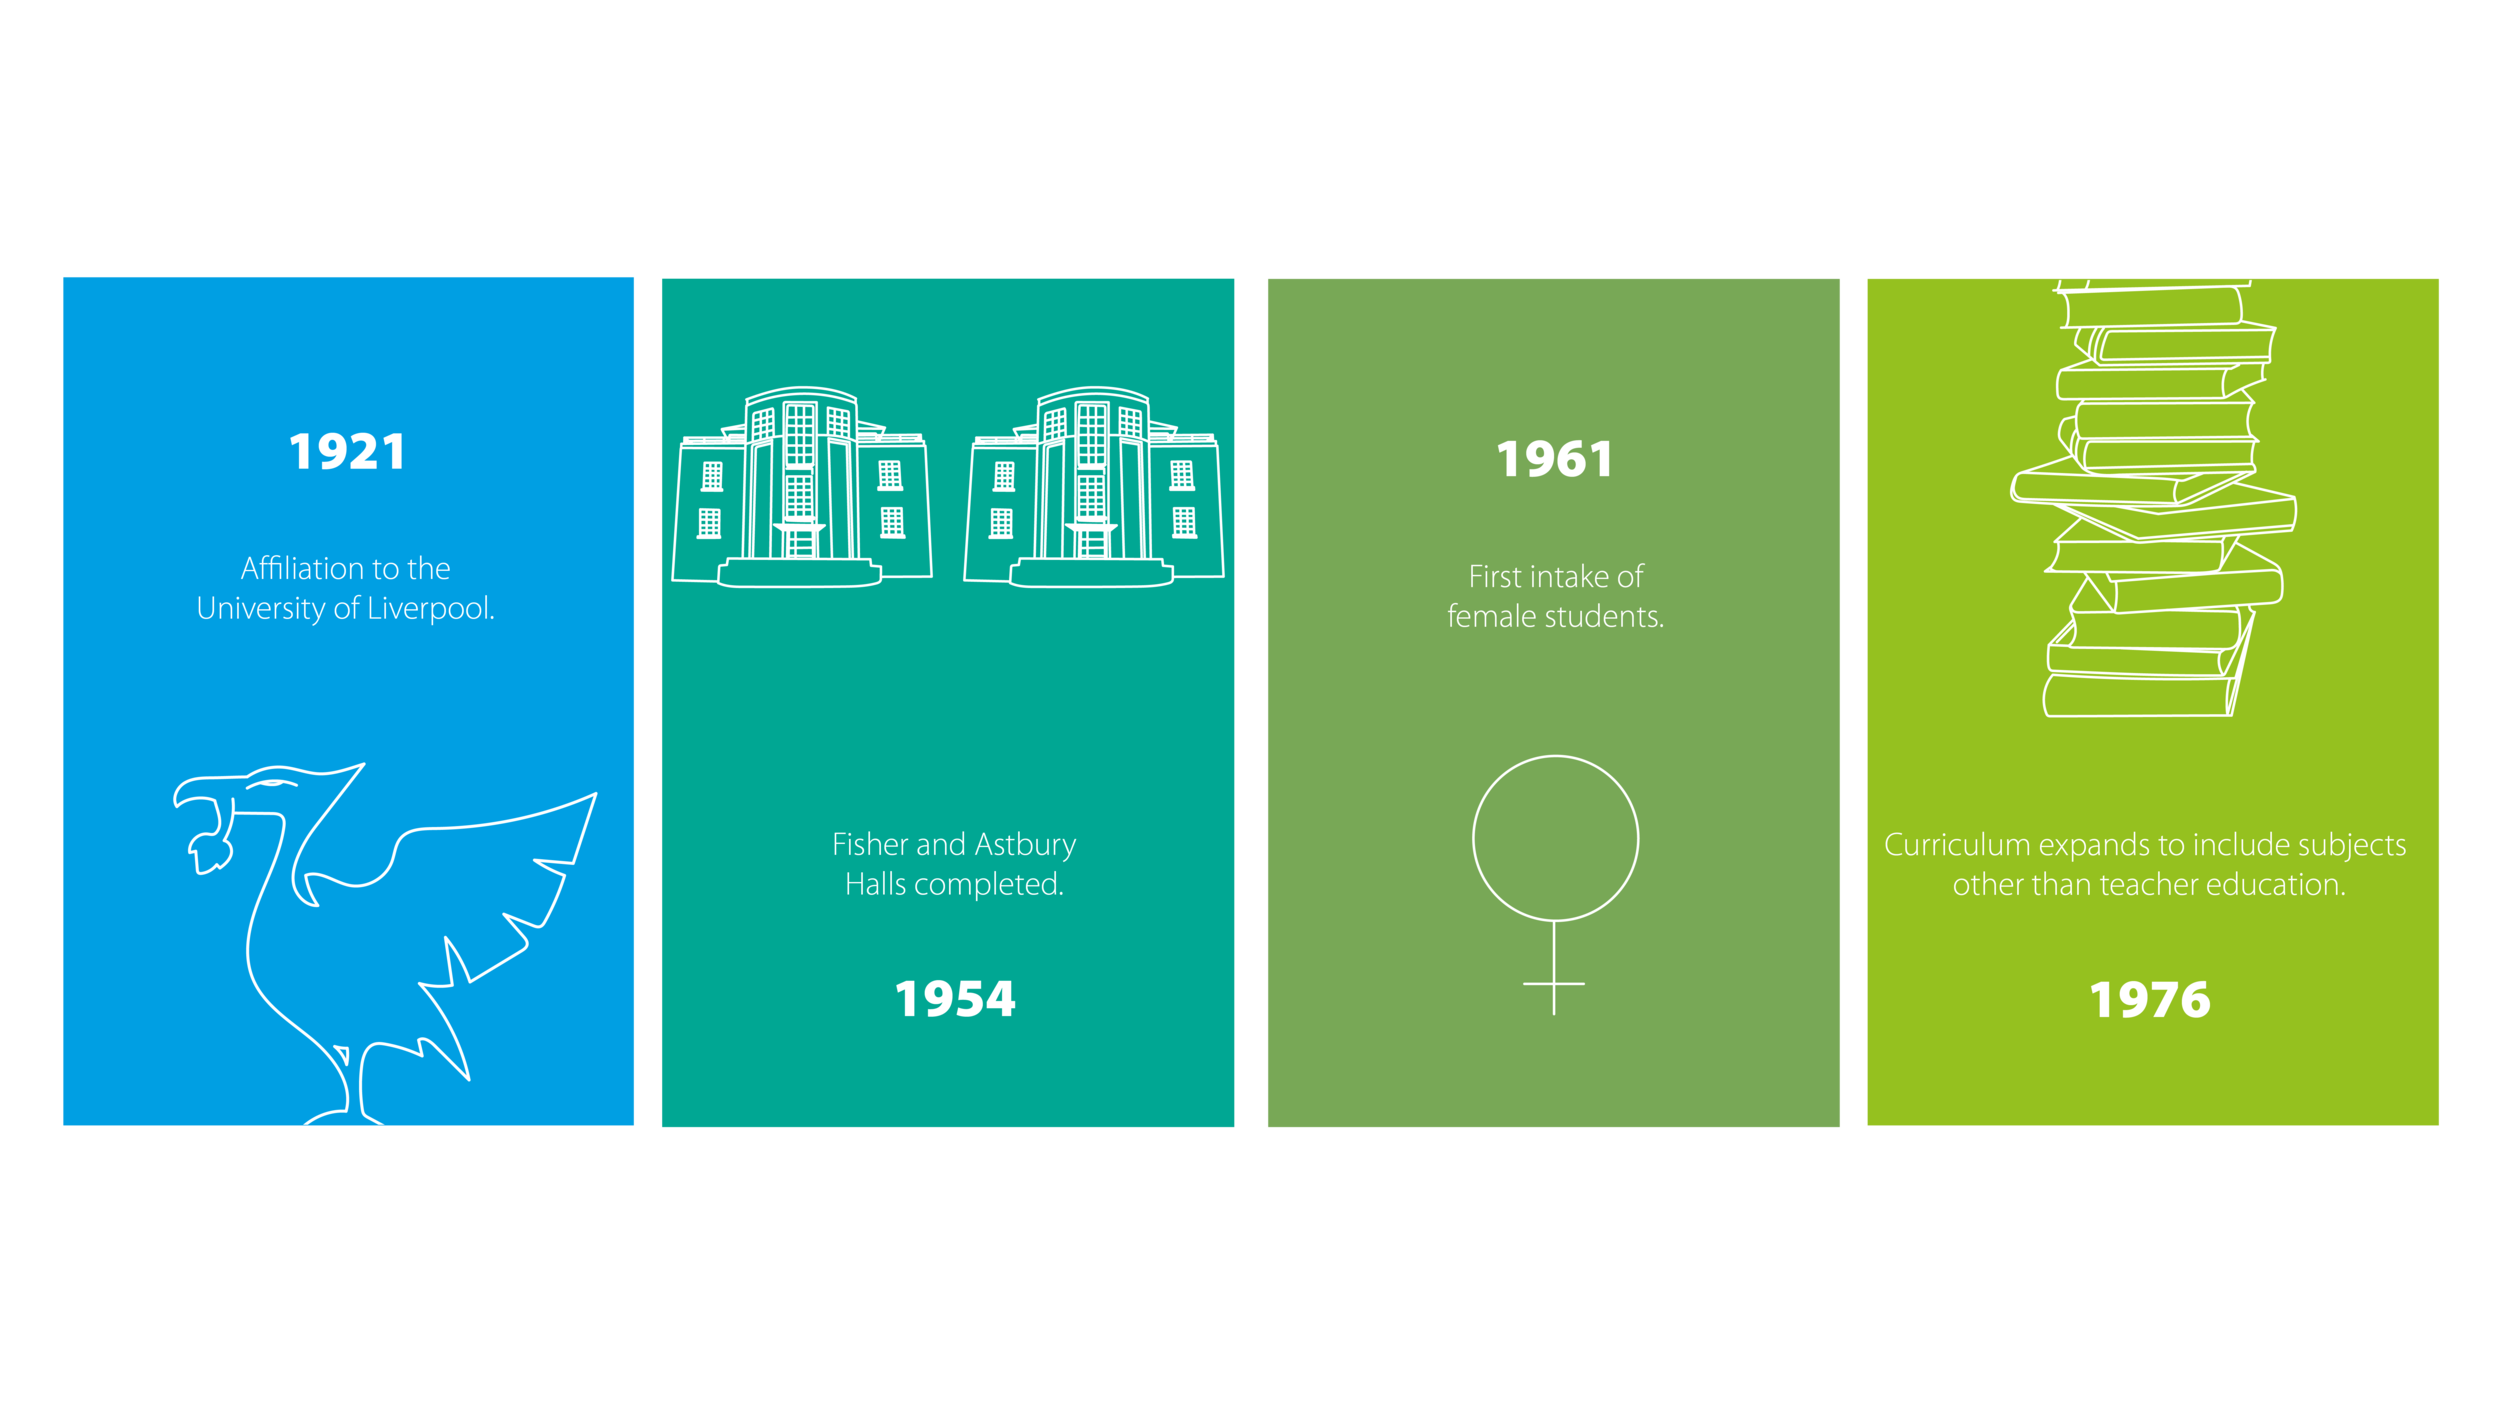 1921
Affiliation to the
University of Liverpool.
Fisher and Astbury
Halls completed.
1954
1961
First intake of
female students.
Curriculum expands to include subjects
other than teacher education.
1976